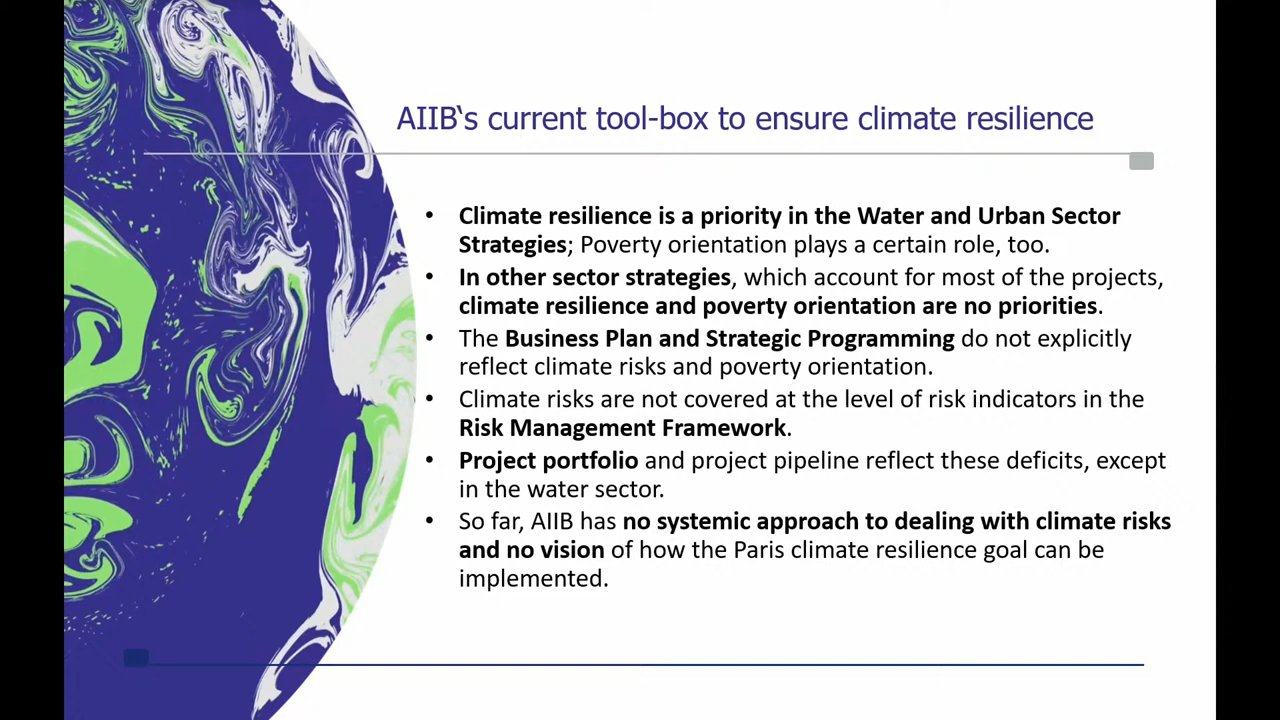 AIIB‘s current tool-box to ensure climate resilience
• Climate resilience is a priority in the Water and Urban Sector
Strategies; Poverty orientation plays a certain role, too.
• In other sector strategies, which account for most of the projects,
climate resilience and poverty orientation are no priorities.
• The Business Plan and Strategic Programming do not explicitly
reflect climate risks and poverty orientation.
• Climate risks are not covered at the level of risk indicators in the
Risk Management Framework.
• Project portfolio and project pipeline reflect these deficits, except
in the water sector.
• So far, AIIB has no systemic approach to dealing with climate risks
and no vision of how the Paris climate resilience goal can be
implemented.